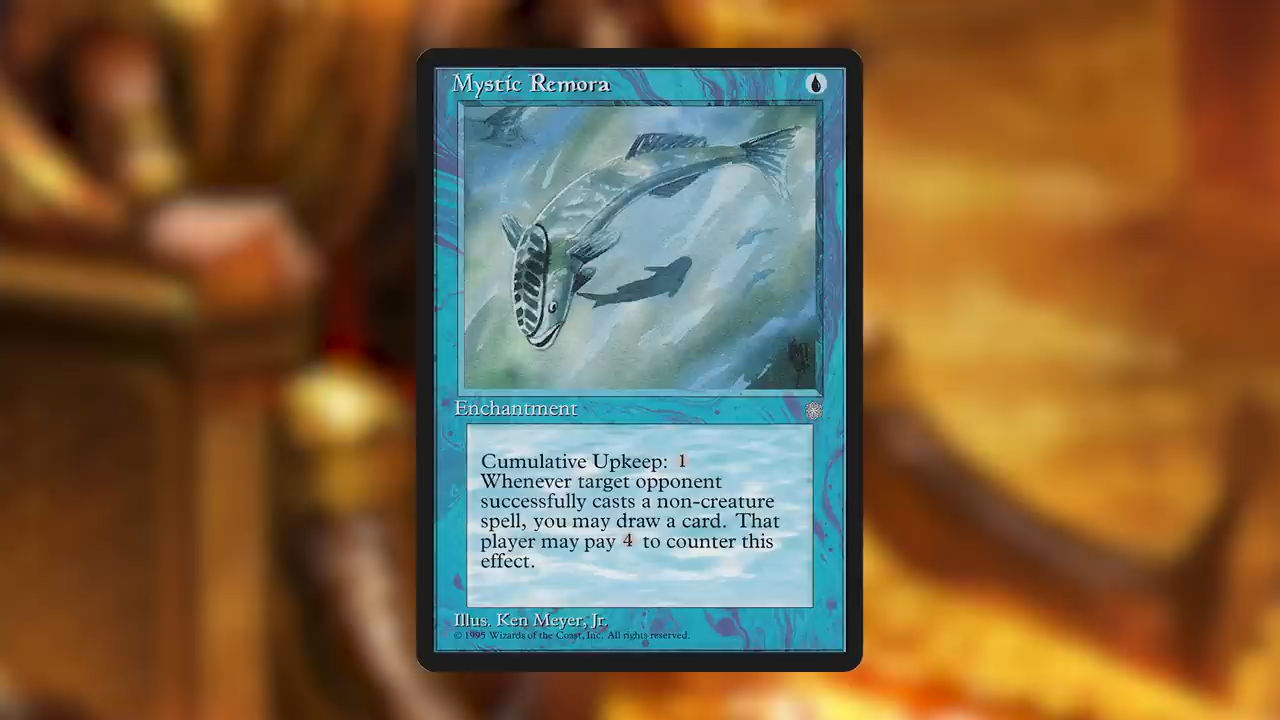 Mystic Remora
Enchantment
Cumulative Upkeep: 1
Whenever target opponent
successfully casts a non-creature
spell, you may draw a card. That
player may pay 4 to counter this
effect.
Illus. Ken Meyer, Jr.
© 1995 Wizards of the Coast, Inc. All rights reserved.